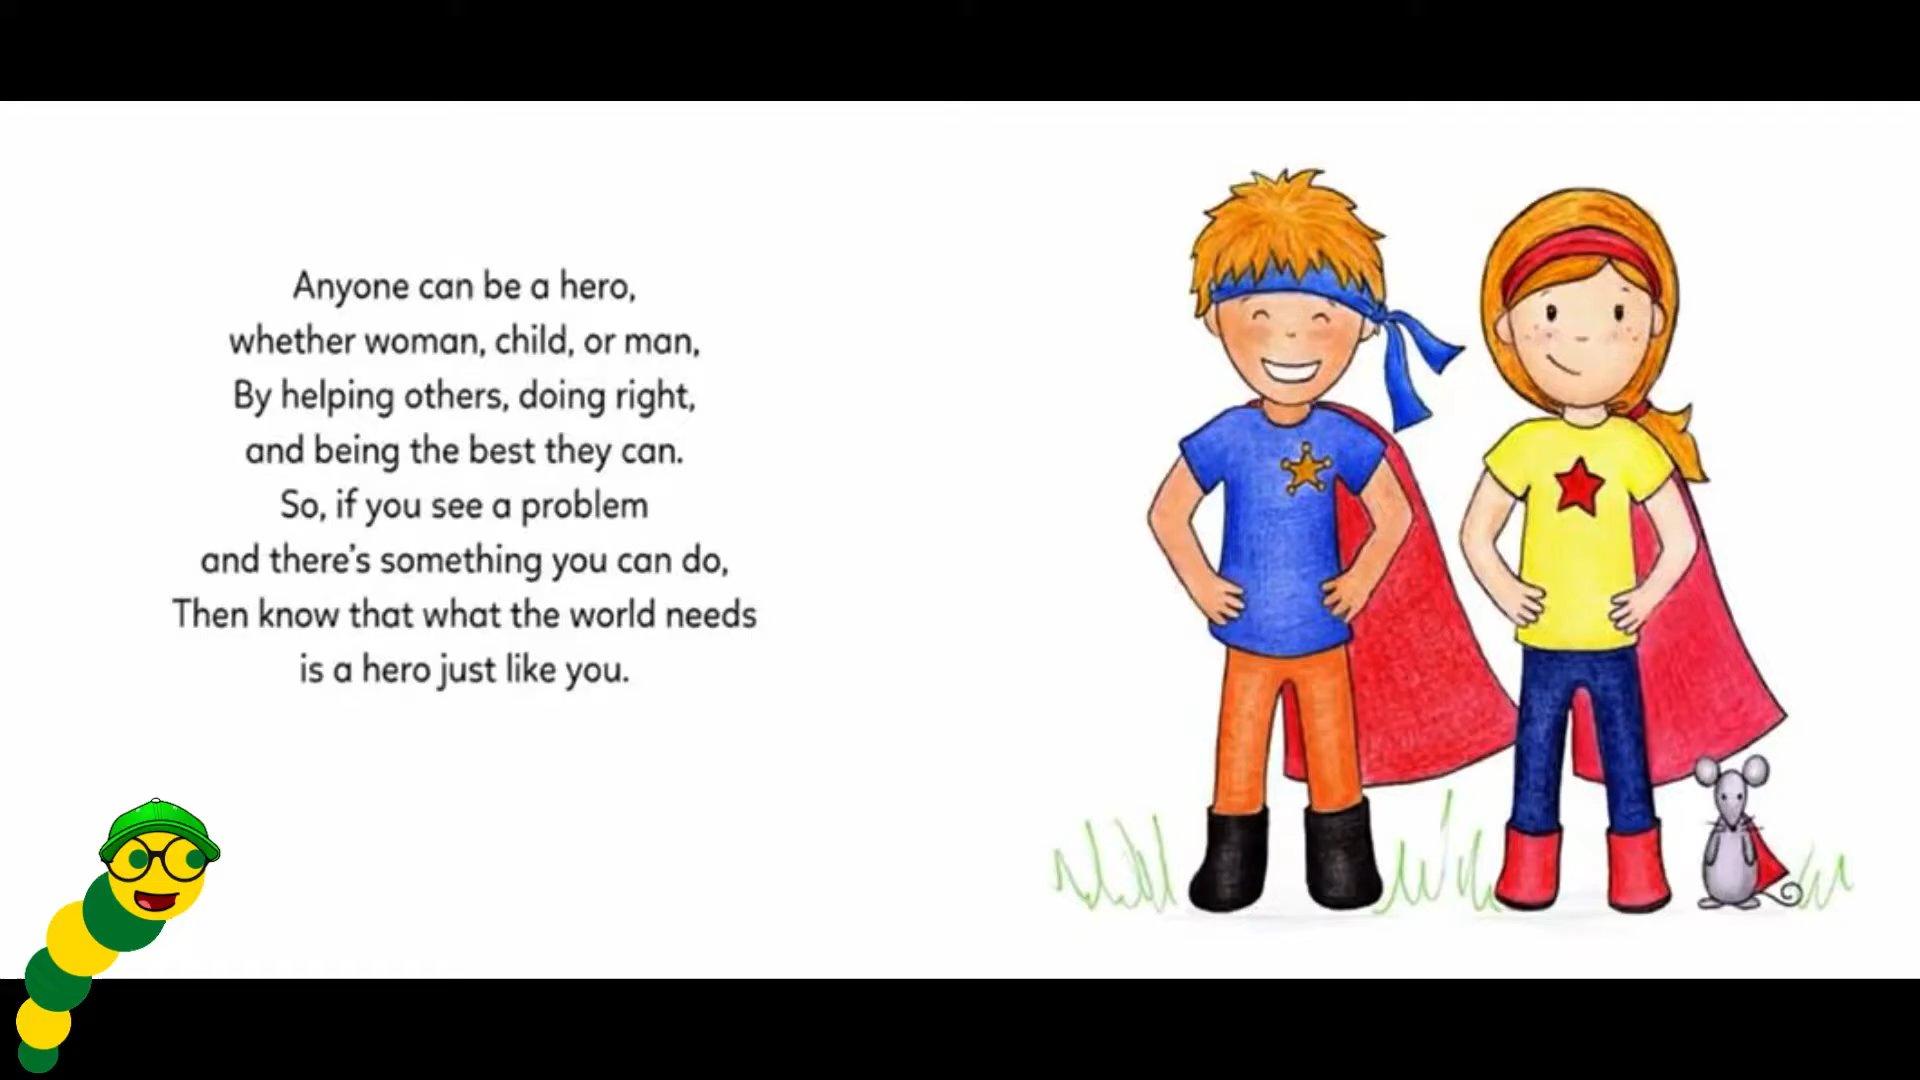 Anyone can be a hero,
whether woman, child, or man,
By helping others, doing right,
and being the best they can.
So, if you see a problem
and there's something you can do,
Then know that what the world needs
is a hero just like you.